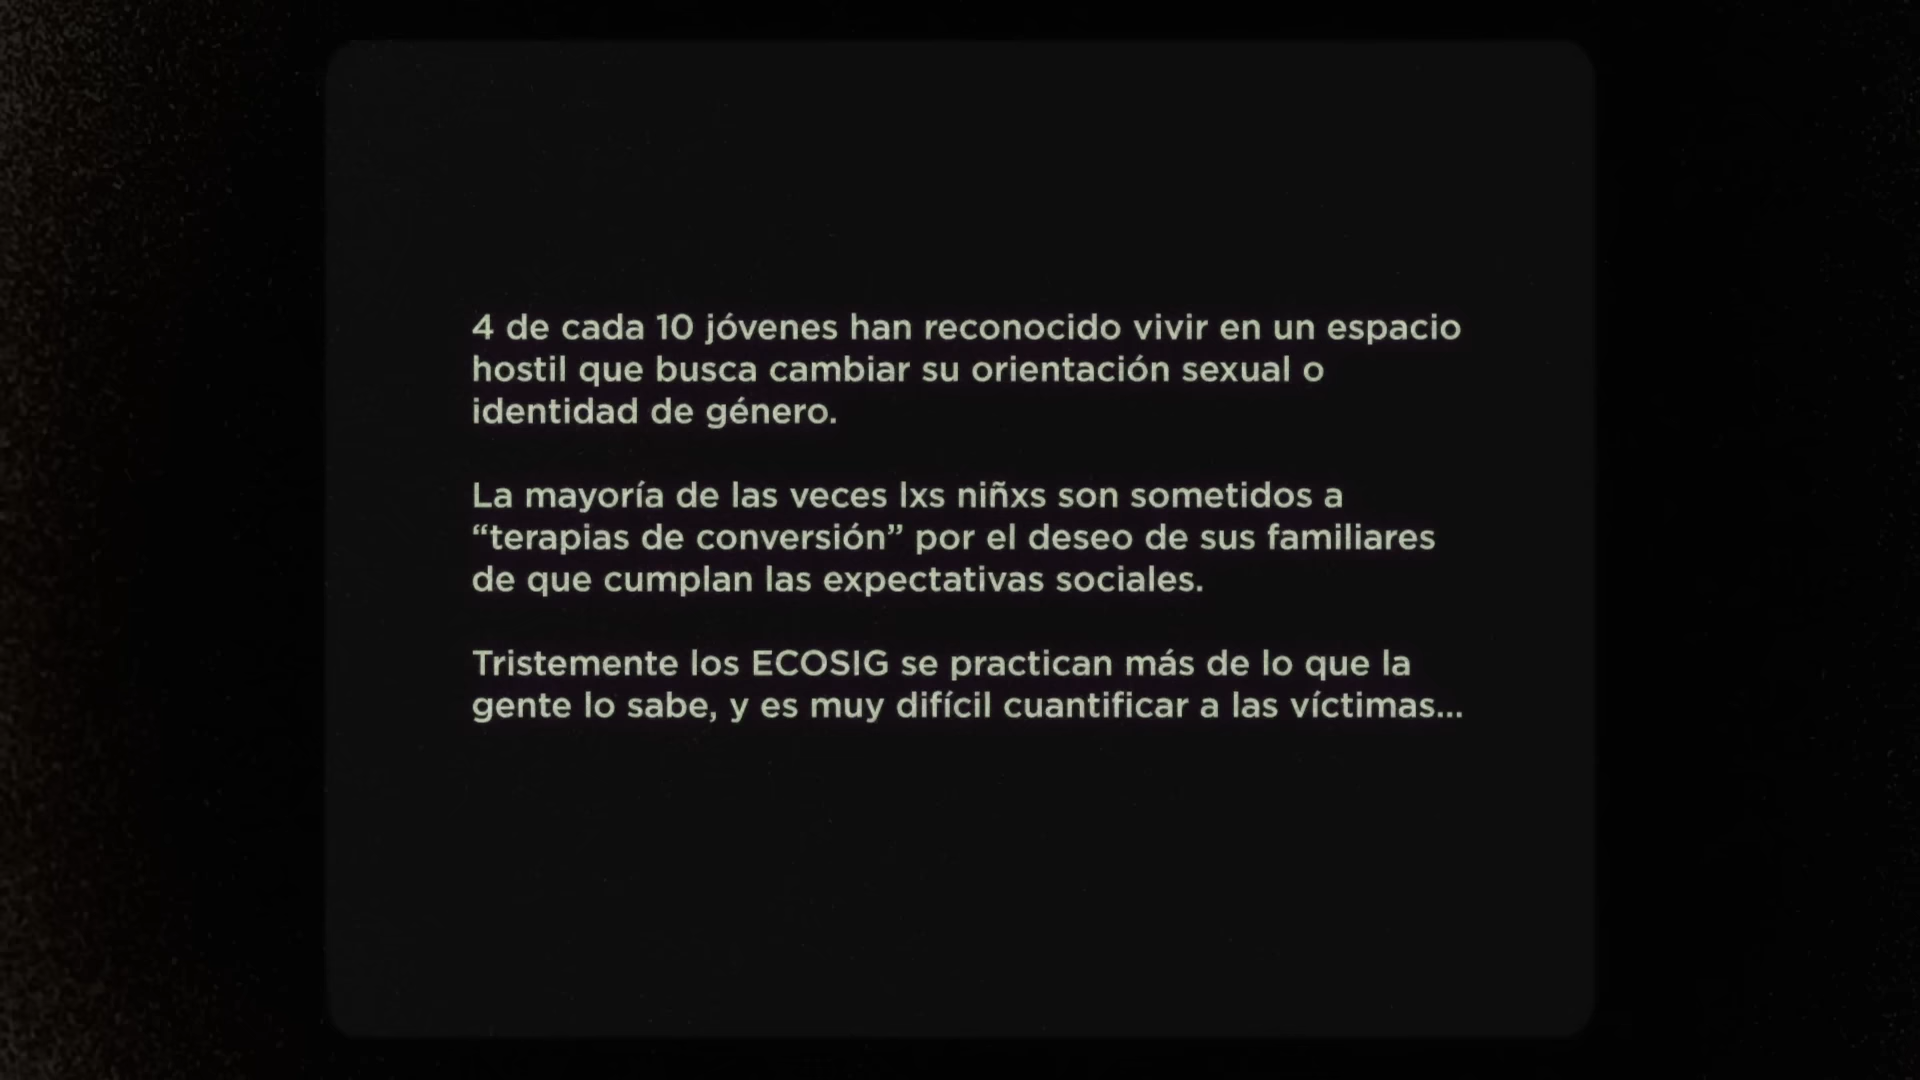 4 de cada 10 jóvenes han reconocido vivir en un espacio
hostil que busca cambiar su orientación sexual o
identidad de género.
La mayoría de las veces lxs niñxs son sometidos a
“terapias de conversión” por el deseo de sus familiares
de que cumplan las expectativas sociales.
Tristemente los ECOSIG se practican más de lo que la
gente lo sabe, y es muy difícil cuantificar a las víctimas...